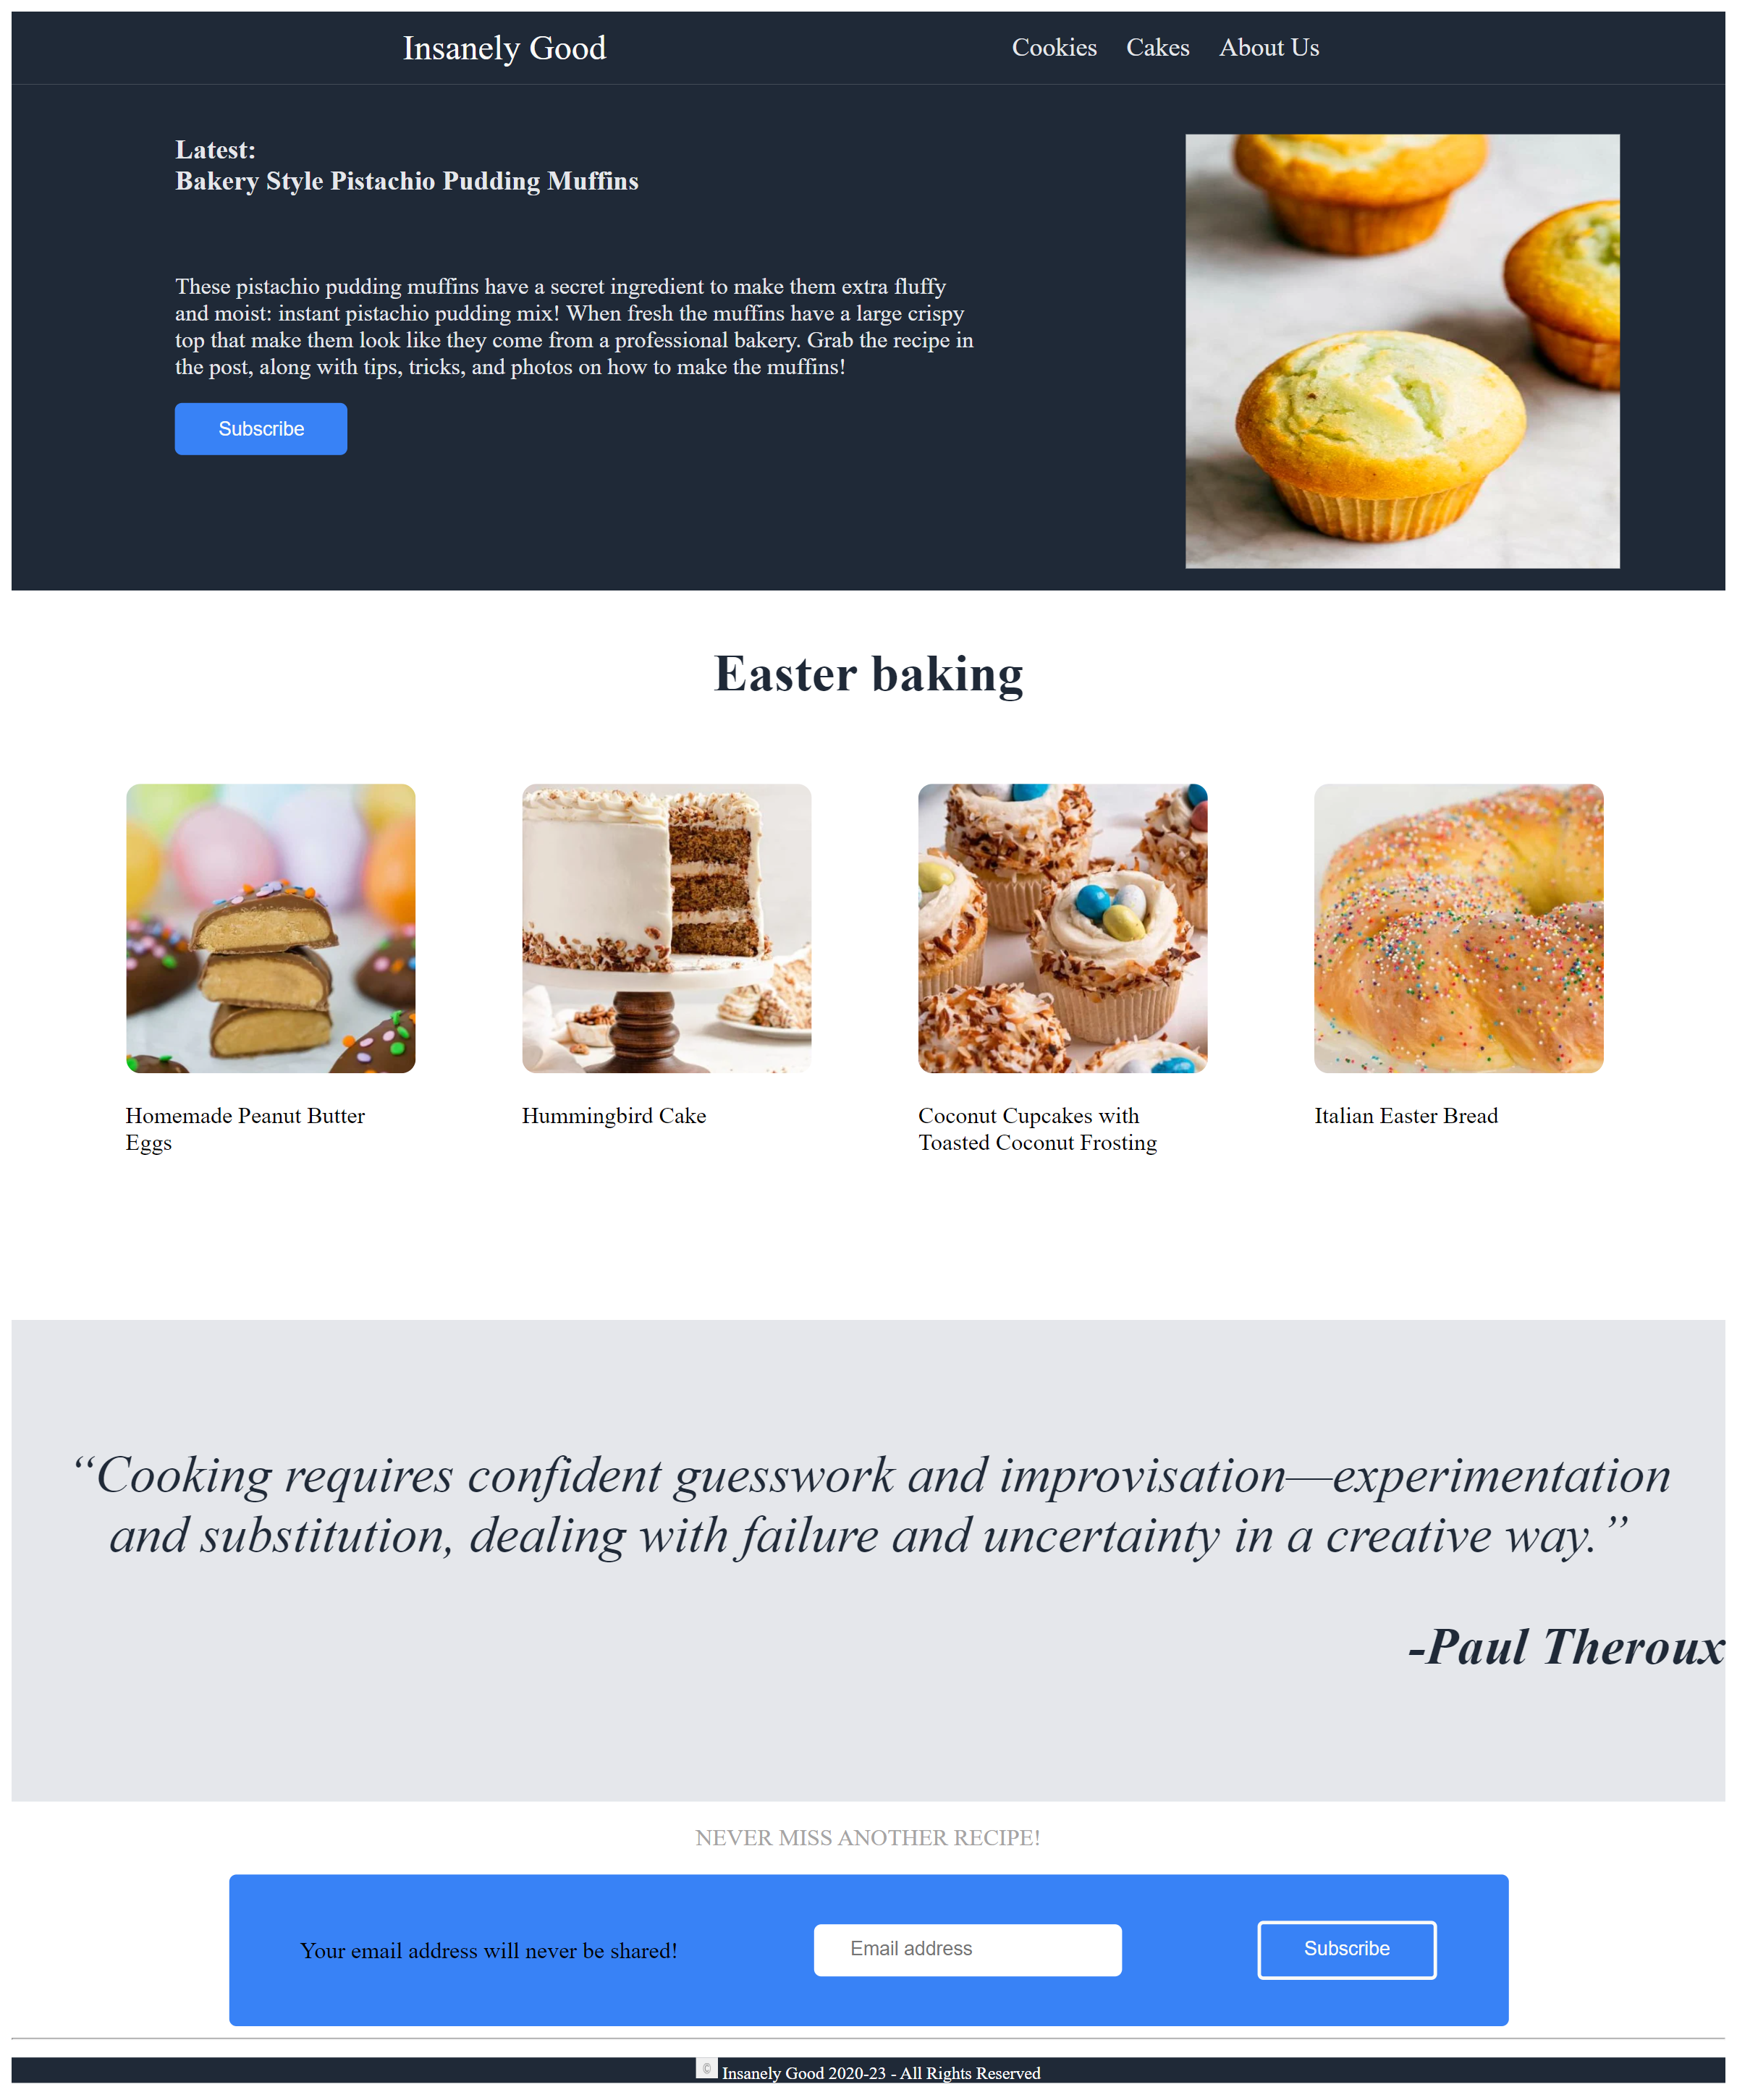 Insanely Good
Cookies Cakes About Us
Latest:
Bakery Style Pistachio Pudding Muffins
These pistachio pudding muffins have a secret ingredient to make them extra fluffy
and moist: instant pistachio pudding mix! When fresh the muffins have a large crispy
top that make them look like they come from a professional bakery. Grab the recipe in
the post, along with tips, tricks, and photos on how to make the muffins!
Subscribe
Easter baking
Homemade Peanut Butter
Eggs
Hummingbird Cake
Coconut Cupcakes with
Toasted Coconut Frosting
Italian Easter Bread
“Cooking requires confident guesswork and improvisation—experimentation
and substitution, dealing with failure and uncertainty in a creative way.”
-Paul Theroux
NEVER MISS ANOTHER RECIPE!
Your email address will never be shared!
Email address
Subscribe
© Insanely Good 2020-23 - All Rights Reserved